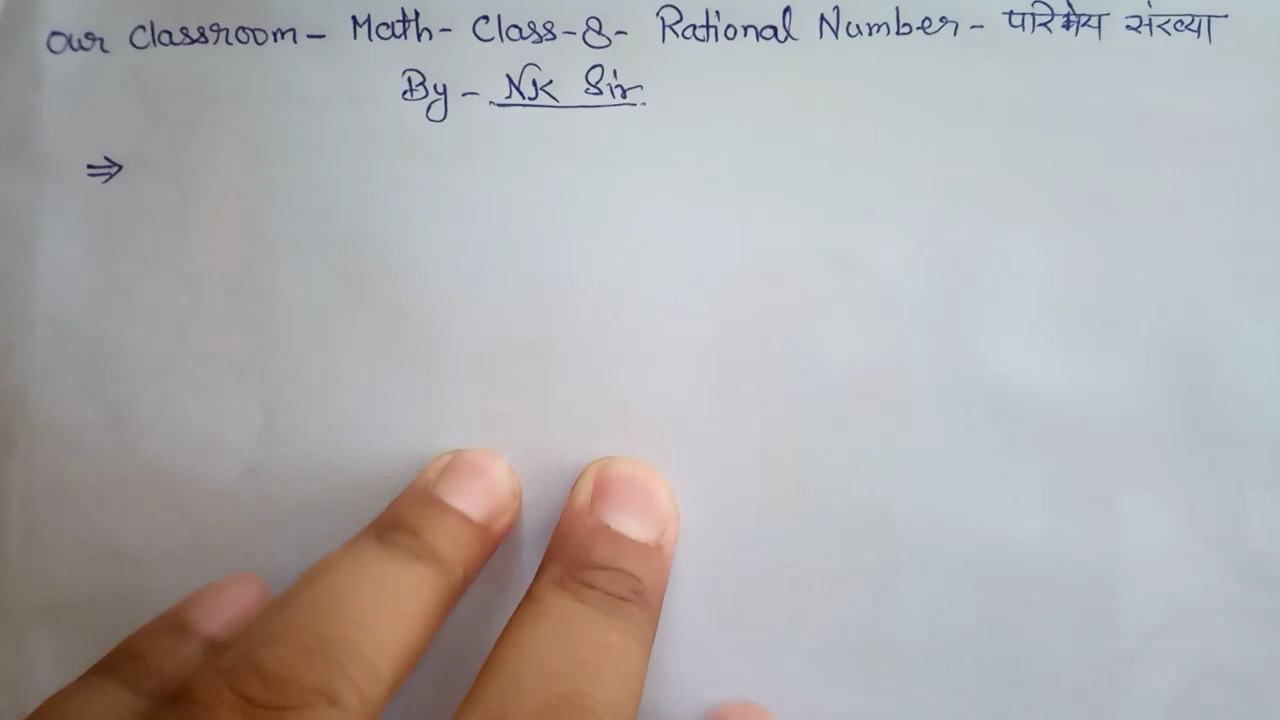 our classroom - Math - Class - 8 - Rational Number - परिमेय संख्या
By - NK Sir
⇒